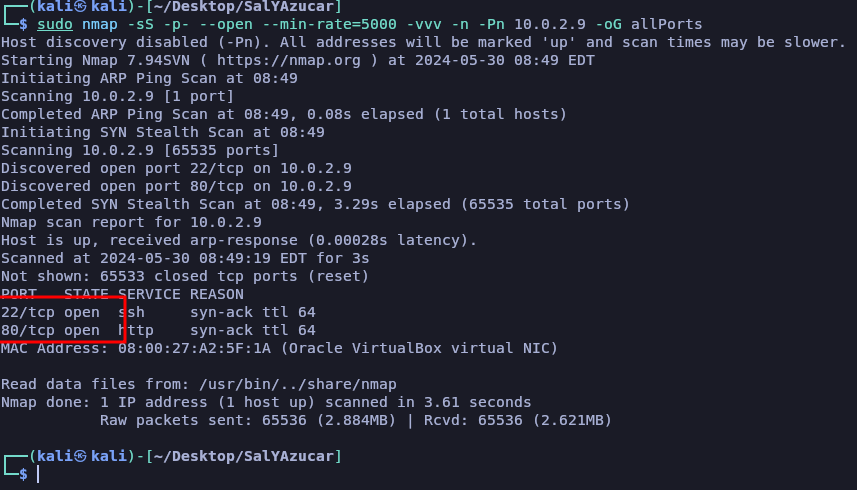 ┌──(kali㉿kali)-[~/Desktop/SalYAzucar]
└─$ sudo nmap -sS -p- --open --min-rate=5000 -vvv -n -Pn 10.0.2.9 -oG allPorts
Host discovery disabled (-Pn). All addresses will be marked 'up' and scan times may be slower.
Starting Nmap 7.94SVN ( https://nmap.org ) at 2024-05-30 08:49 EDT
Initiating ARP Ping Scan at 08:49
Scanning 10.0.2.9 [1 port]
Completed ARP Ping Scan at 08:49, 0.08s elapsed (1 total hosts)
Initiating SYN Stealth Scan at 08:49
Scanning 10.0.2.9 [65535 ports]
Discovered open port 22/tcp on 10.0.2.9
Discovered open port 80/tcp on 10.0.2.9
Completed SYN Stealth Scan at 08:49, 3.29s elapsed (65535 total ports)
Nmap scan report for 10.0.2.9
Host is up, received arp-response (0.00028s latency).
Scanned at 2024-05-30 08:49:19 EDT for 3s
Not shown: 65533 closed tcp ports (reset)
PORT   STATE SERVICE REASON
22/tcp open  ssh     syn-ack ttl 64
80/tcp open  http    syn-ack ttl 64
MAC Address: 08:00:27:A2:5F:1A (Oracle VirtualBox virtual NIC)

Read data files from: /usr/bin/../share/nmap
Nmap done: 1 IP address (1 host up) scanned in 3.61 seconds
           Raw packets sent: 65536 (2.884MB) | Rcvd: 65536 (2.621MB)

┌──(kali㉿kali)-[~/Desktop/SalYAzucar]
└─$